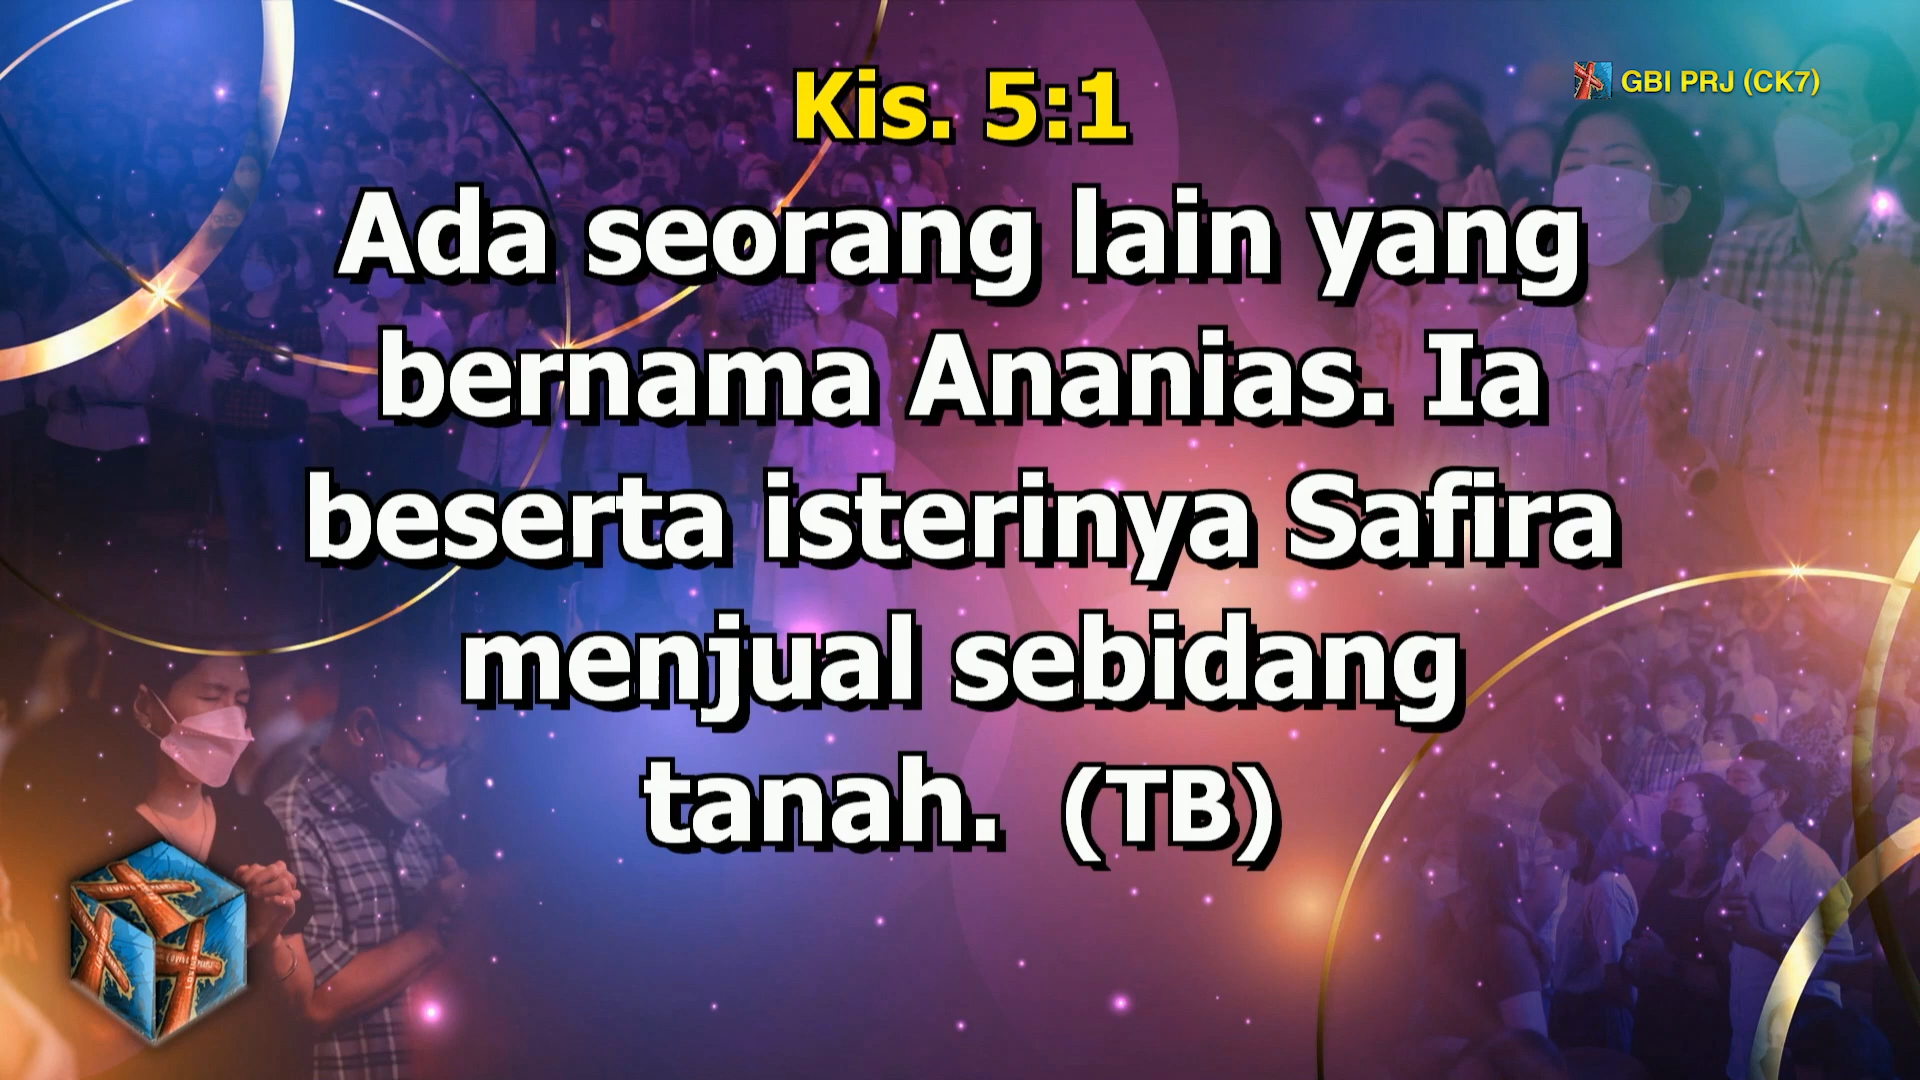 GBI PRJ (CK7)
Kis. 5:1
Ada seorang lain yang
bernama Ananias. Ia
beserta isterinya Safira
menjual sebidang
tanah. (TB)